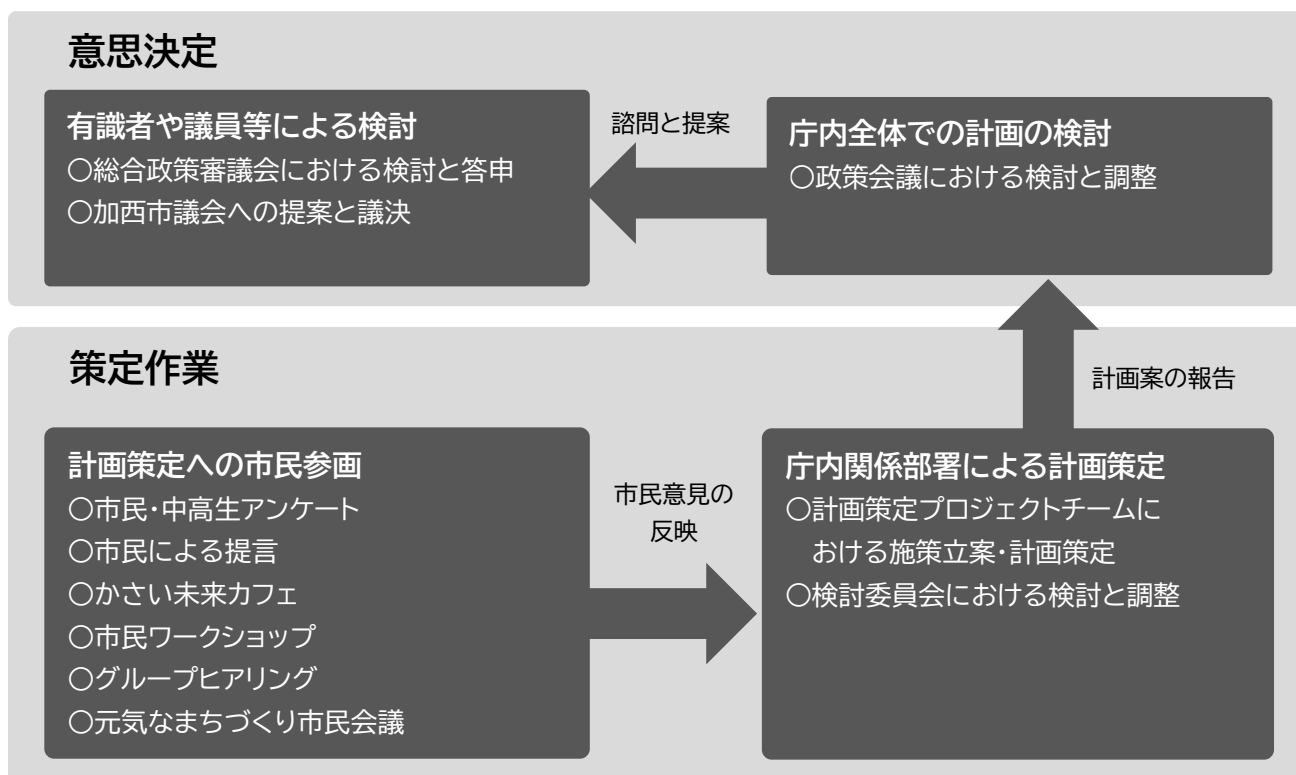 意思決定
有識者や議員等による検討
○総合政策審議会における検討と答申
○加西市議会への提案と議決
諮問と提案
庁内全体での計画の検討
○政策会議における検討と調整
策定作業
計画案の報告
計画策定への市民参画
○市民・中高生アンケート
○市民による提言
○かさい未来カフェ
○市民ワークショップ
○グループヒアリング
○元気なまちづくり市民会議
市民意見の
反映
庁内関係部署による計画策定
○計画策定プロジェクトチームに
おける施策立案・計画策定
○検討委員会における検討と調整